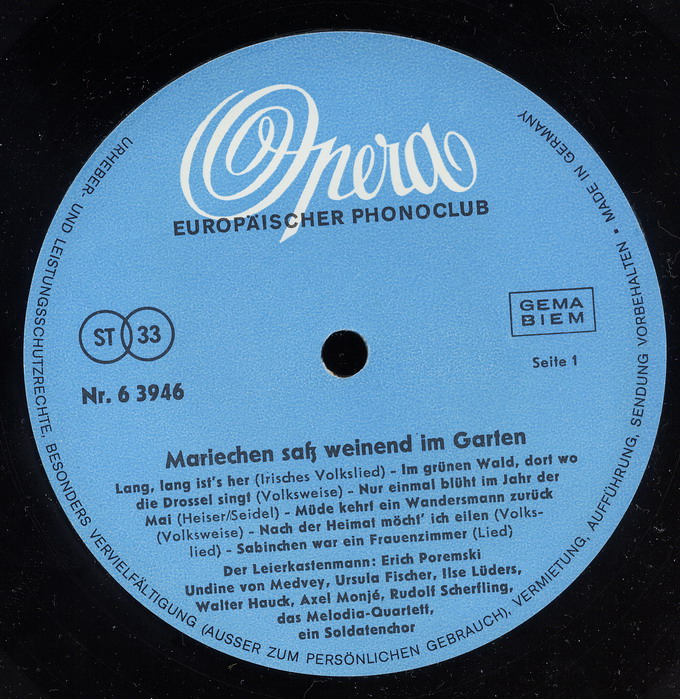 Opera
EUROPÄISCHER PHONOCLUB
ST 33
Nr. 6 3946
GEMA
BIEM
Seite 1
Mariechen saß weinend im Garten
Lang, lang ist's her (Irisches Volkslied) - Im grünen Wald, dort wo
die Drossel singt (Volksweise) - Nur einmal blüht im Jahr der
Mai (Heiser/Seidel) - Müde kehrt ein Wandersmann zurück
(Volksweise) - Nach der Heimat möcht' ich eilen (Volks-
lied) - Sabinchen war ein Frauenzimmer (Lied)
Der Leierkastenmann: Erich Poremski
Undine von Medvey, Ursula Fischer, Ilse Lüders,
Walter Hauck, Axel Monjé, Rudolf Scherfling,
das Melodia-Quartett,
ein Soldatenchor
URHEBER- UND LEISTUNGSSCHUTZRECHTE, BESONDERS VERVIELFÄLTIGUNG (AUSSER ZUM PERSÖNLICHEN GEBRAUCH), VERMIETUNG, AUFFÜHRUNG, SENDUNG VORBEHALTEN • MADE IN GERMANY